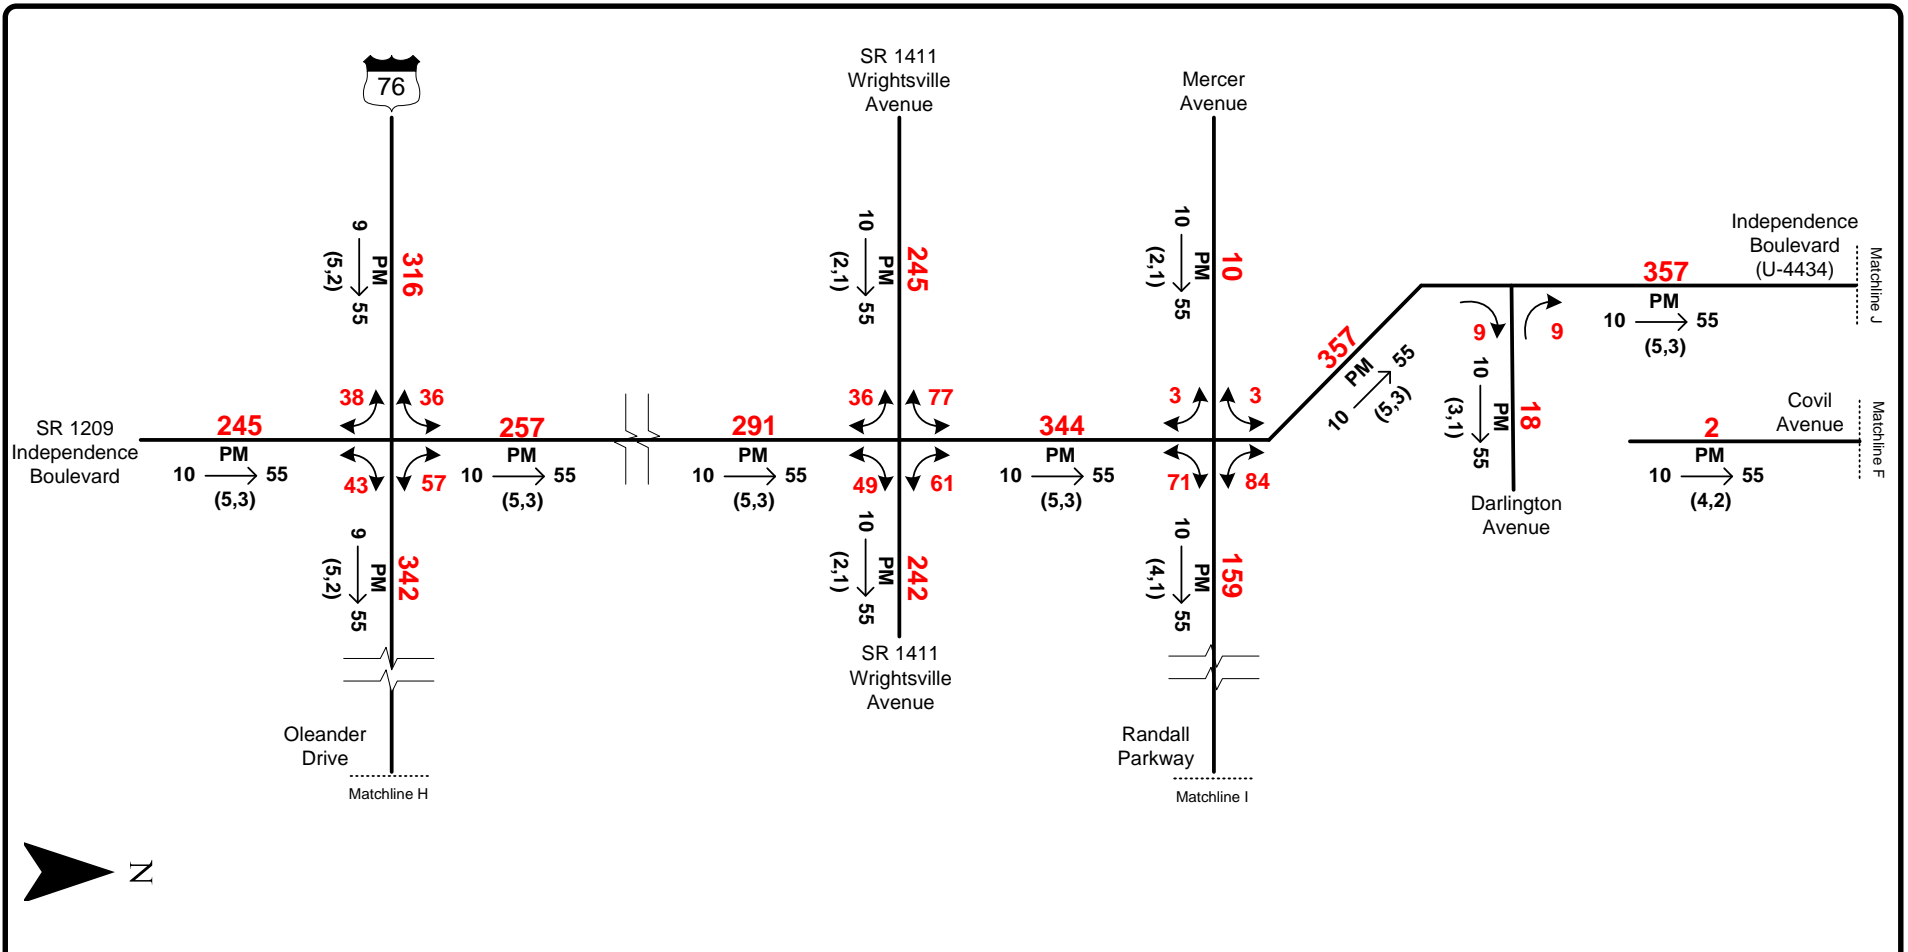 76
SR 1411
Wrightsville
Avenue
Mercer
Avenue
9
(5,2)
55
PM
316
10
(2,1)
55
PM
245
10
(2,1)
55
PM
10
Independence
Boulevard
(U-4434)
Matchline J
357
PM
10 55
(5,3)
357
PM
10 55
(5,3)
9
9
10
(3,1)
55
PM
18
Darlington
Avenue
Covil
Avenue
Matchline F
2
PM
10 55
(4,2)
SR 1209
Independence
Boulevard
245
PM
10 55
(5,3)
38
36
43
57
257
PM
10 55
(5,3)
291
PM
10 55
(5,3)
36
77
49
61
344
PM
10 55
(5,3)
3
3
71
84
9
(5,2)
55
PM
342
10
(2,1)
55
PM
242
10
(4,1)
55
PM
159
SR 1411
Wrightsville
Avenue
Oleander
Drive
Matchline H
Randall
Parkway
Matchline I
N